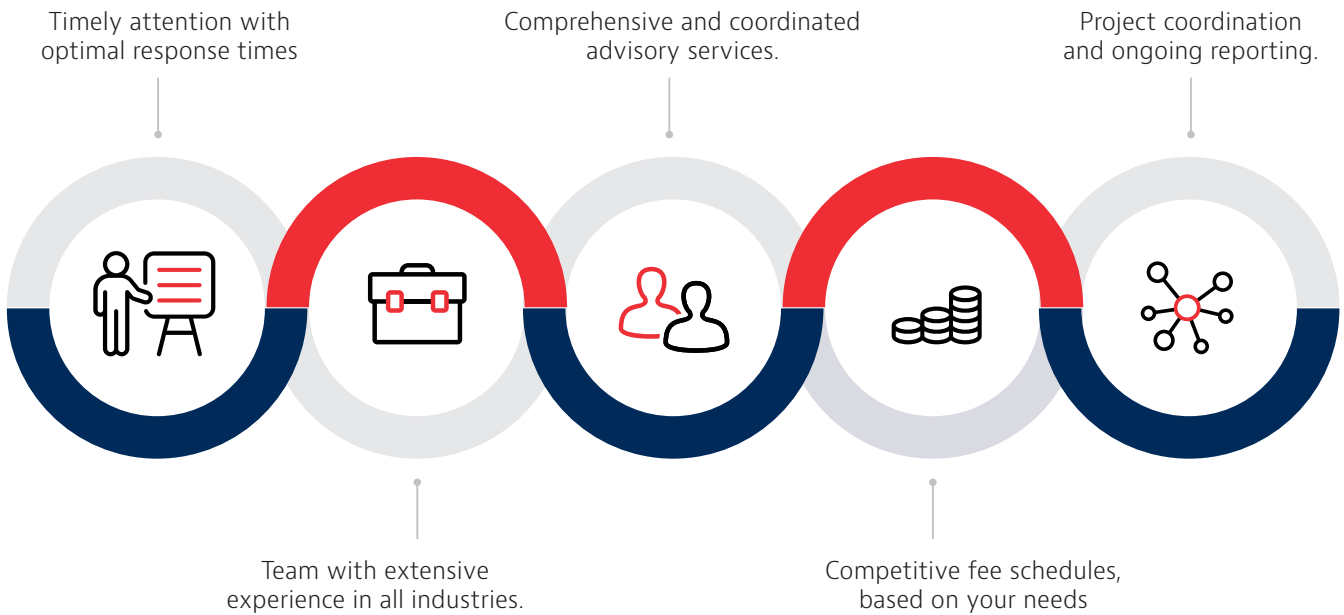 Timely attention with
optimal response times
Comprehensive and coordinated
advisory services.
Project coordination
and ongoing reporting.
Team with extensive
experience in all industries.
Competitive fee schedules,
based on your needs